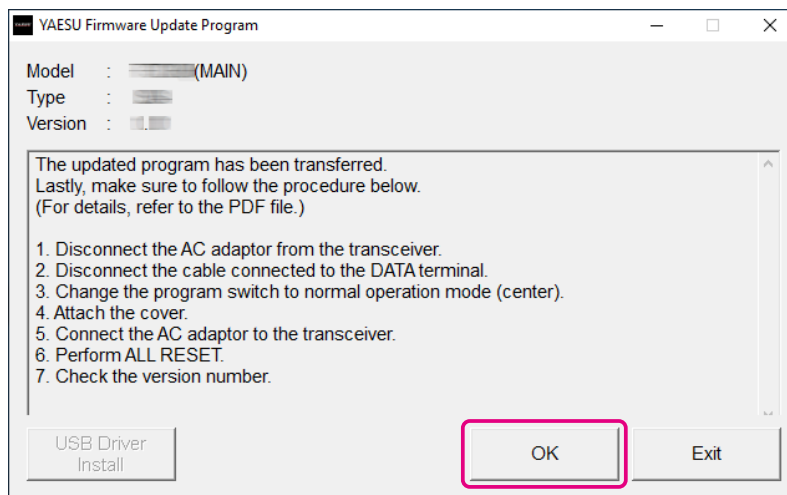 YAESU Firmware Update Program
Model : (MAIN)
Type :
Version :
The updated program has been transferred.
Lastly, make sure to follow the procedure below.
(For details, refer to the PDF file.)
1. Disconnect the AC adaptor from the transceiver.
2. Disconnect the cable connected to the DATA terminal.
3. Change the program switch to normal operation mode (center).
4. Attach the cover.
5. Connect the AC adaptor to the transceiver.
6. Perform ALL RESET.
7. Check the version number.
USB Driver
Install
OK
Exit